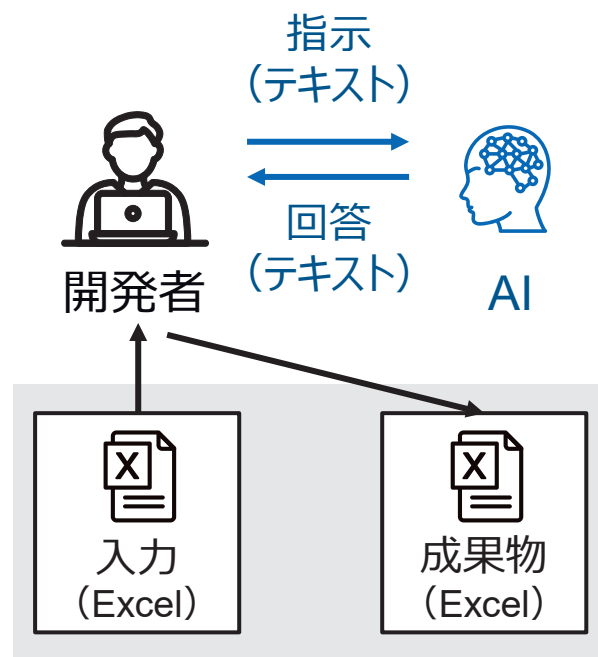 指示
（テキスト）
回答
（テキスト）
開発者
AI
X
入力
（Excel）
X
成果物
（Excel）